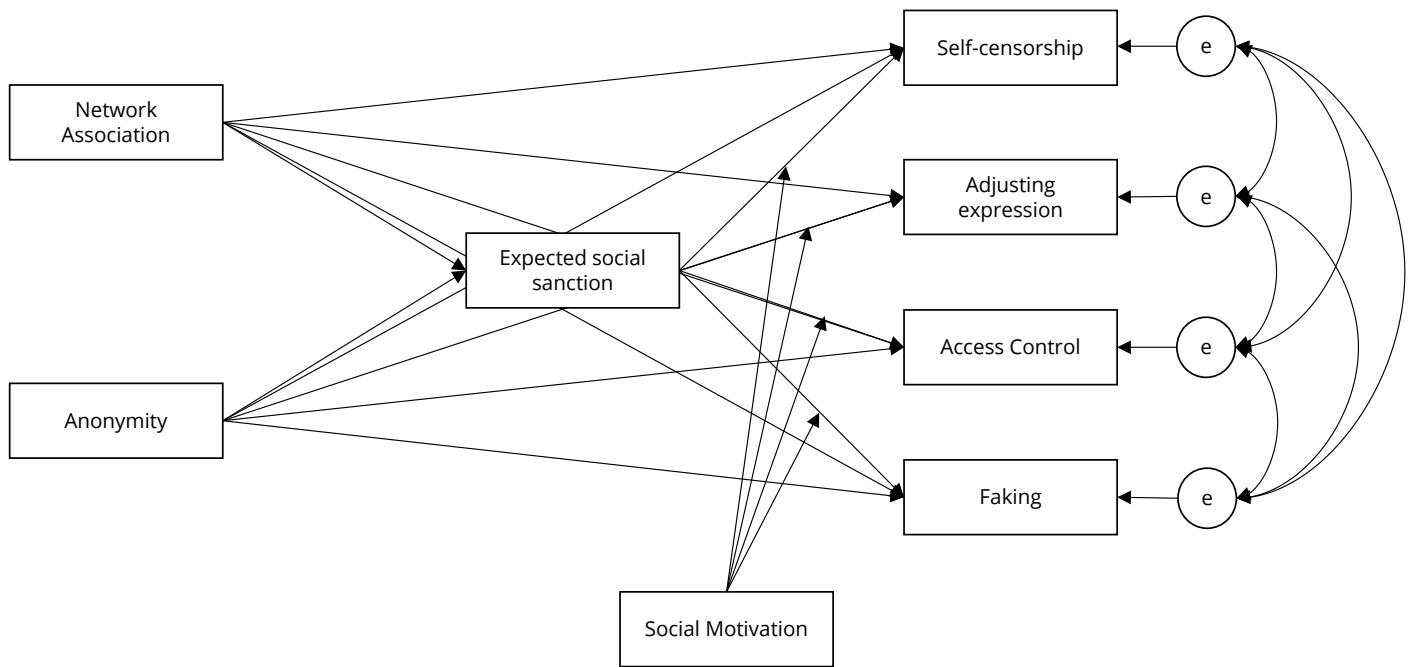 Self-censorship
e
Network
Association
Adjusting
expression
e
Expected social
sanction
Access Control
e
Anonymity
Faking
e
Social Motivation